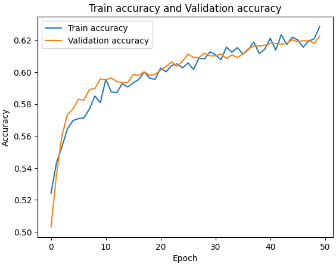 Train accuracy and Validation accuracy
Train accuracy
Validation accuracy
Accuracy
0.62
0.60
0.58
0.56
0.54
0.52
0.50
0
10
20
30
40
50
Epoch